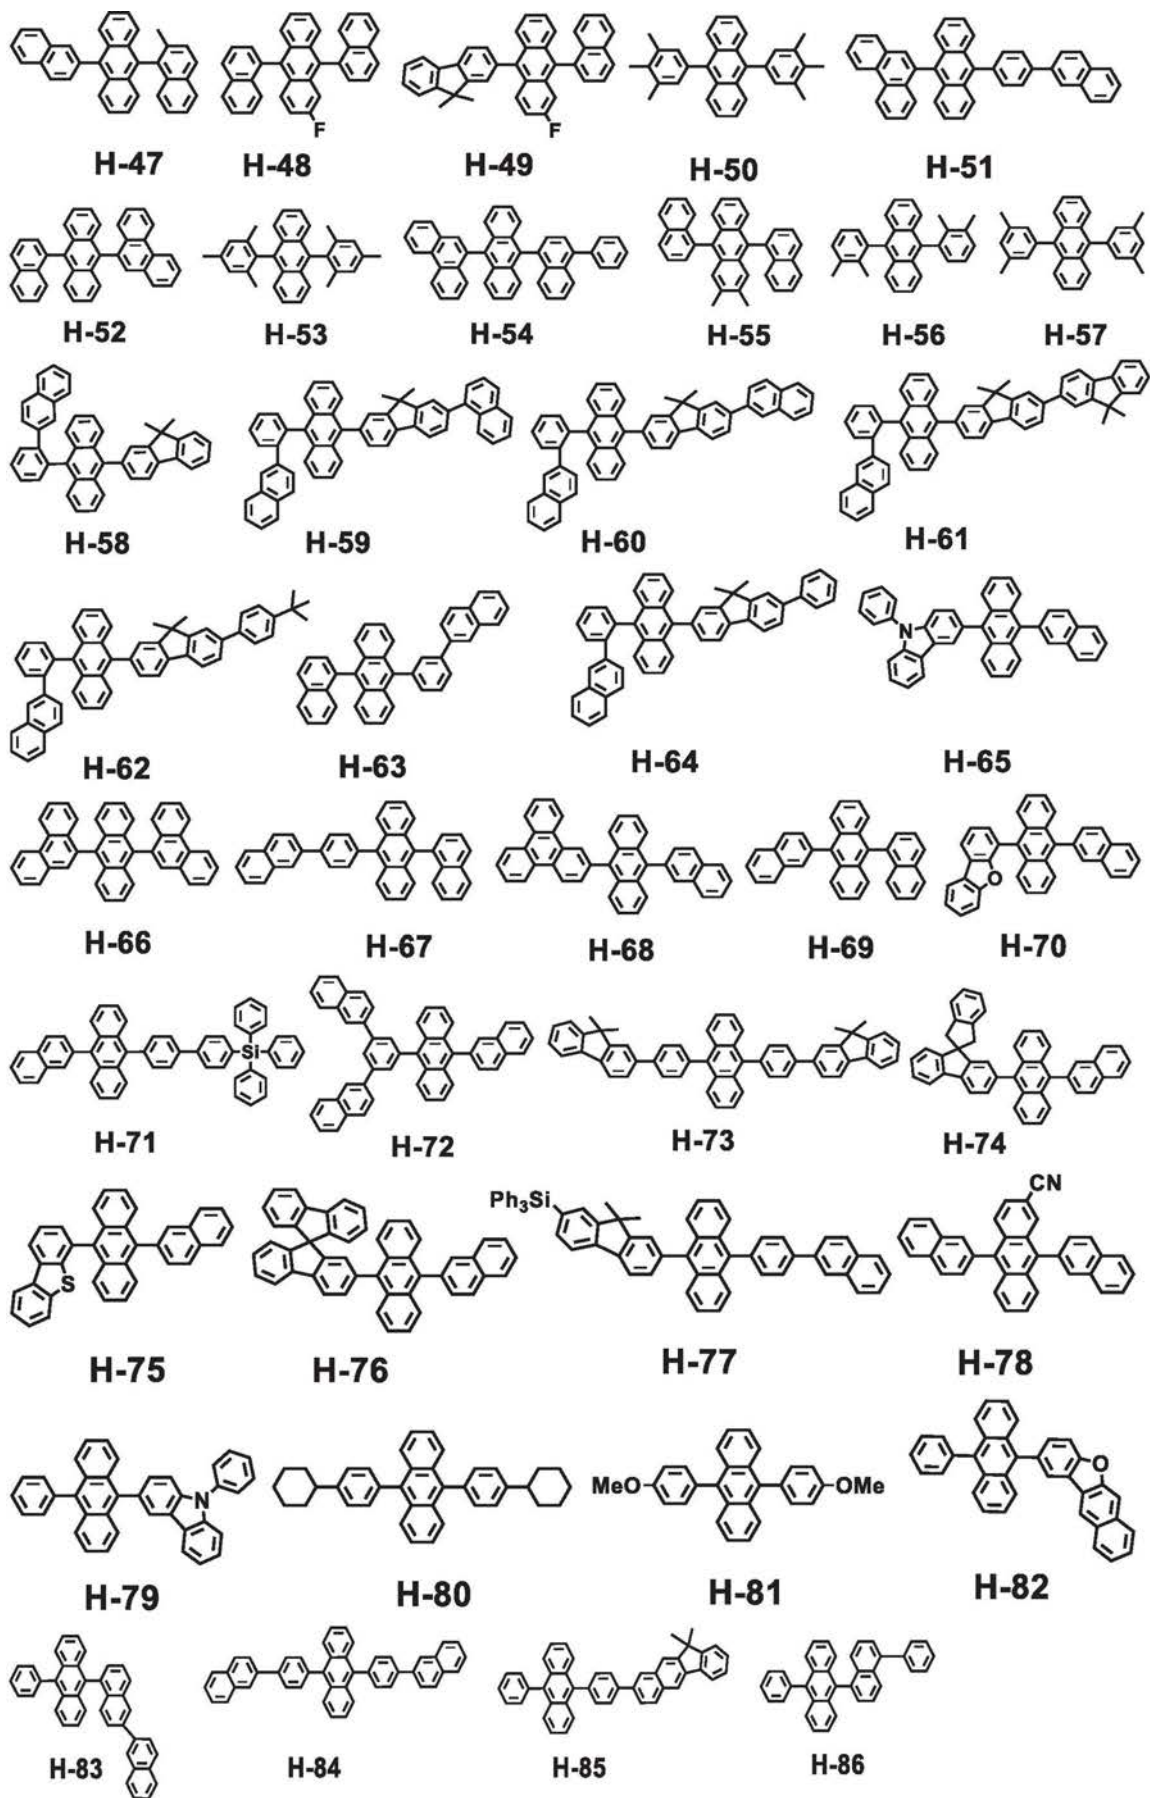 F
F
H-47 H-48 H-49 H-50 H-51
H-52 H-53 H-54 H-55 H-56 H-57
H-58 H-59 H-60 H-61
N
H-62 H-63 H-64 H-65
O
H-66 H-67 H-68 H-69 H-70
Si
H-71 H-72 H-73 H-74
Ph3Si CN
S
H-75 H-76 H-77 H-78
N MeO OMe O
H-79 H-80 H-81 H-82
H-83 H-84 H-85 H-86